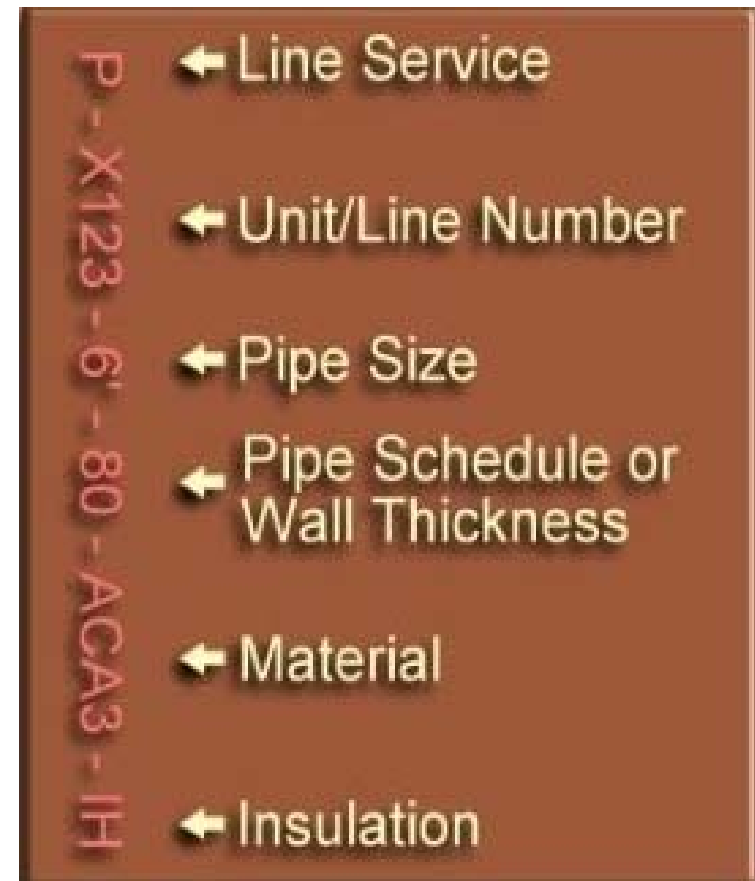 P - X123 - 6' - 80 - ACA3 - IH
Line Service
Unit/Line Number
Pipe Size
Pipe Schedule or
Wall Thickness
Material
Insulation